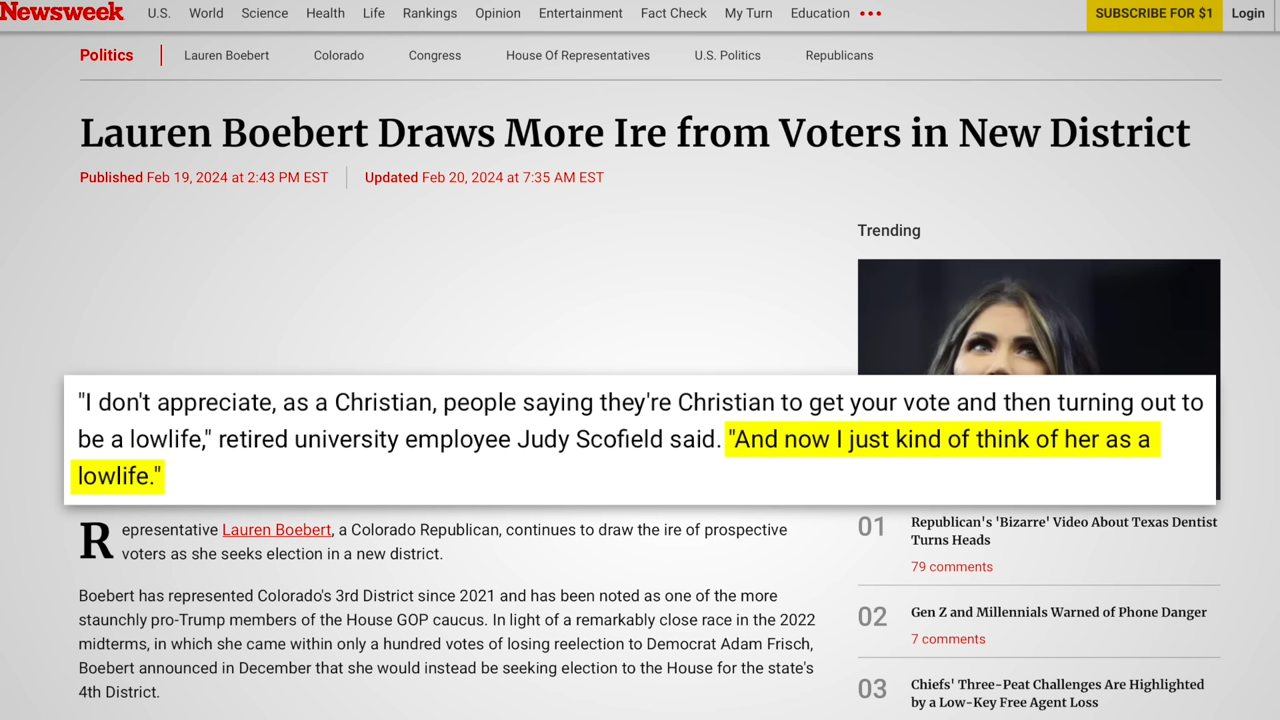 Newsweek U.S. World Science Health Life Rankings Opinion Entertainment Fact Check My Turn Education ••• SUBSCRIBE FOR $1 Login
Politics Lauren Boebert Colorado Congress House Of Representatives U.S. Politics Republicans
Lauren Boebert Draws More Ire from Voters in New District
Published Feb 19, 2024 at 2:43 PM EST Updated Feb 20, 2024 at 7:35 AM EST
Trending
"I don't appreciate, as a Christian, people saying they're Christian to get your vote and then turning out to
be a lowlife," retired university employee Judy Scofield said. "And now I just kind of think of her as a
lowlife."
Representative Lauren Boebert, a Colorado Republican, continues to draw the ire of prospective
voters as she seeks election in a new district.
Boebert has represented Colorado's 3rd District since 2021 and has been noted as one of the more
staunchly pro-Trump members of the House GOP caucus. In light of a remarkably close race in the 2022
midterms, in which she came within only a hundred votes of losing reelection to Democrat Adam Frisch,
Boebert announced in December that she would instead be seeking election to the House for the state's
4th District.
01 Republican's 'Bizarre' Video About Texas Dentist
Turns Heads
79 comments
02 Gen Z and Millennials Warned of Phone Danger
7 comments
03 Chiefs' Three-Peat Challenges Are Highlighted
by a Low-Key Free Agent Loss